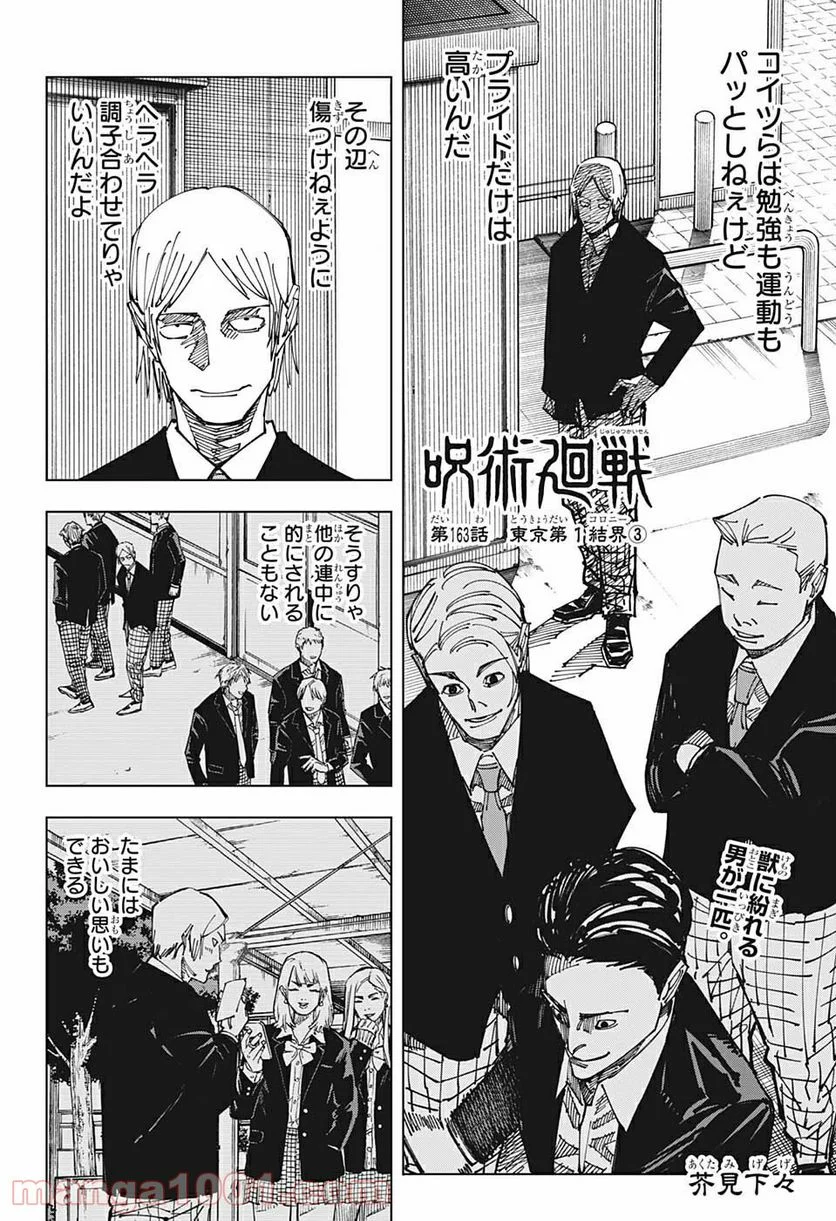 コイツらは勉強も運動も
パッとしねぇけど
プライドだけは
高いんだ
呪術廻戦
第163話 東京第1結界③
獣に紛れる
男が一匹。
芥見下々
その辺
傷つけねぇように
ヘラヘラ
調子合わせてりゃ
いいんだよ
そうすりゃ
他の連中に
的にされる
こともない
たまには
おいしい思いも
できる
manga1001.com